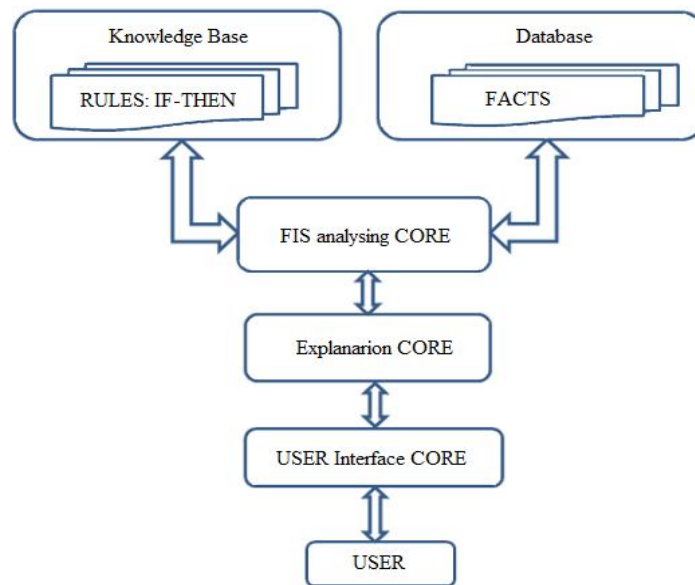 Knowledge Base
RULES: IF-THEN
Database
FACTS
FIS analysing CORE
Explanarion CORE
USER Interface CORE
USER